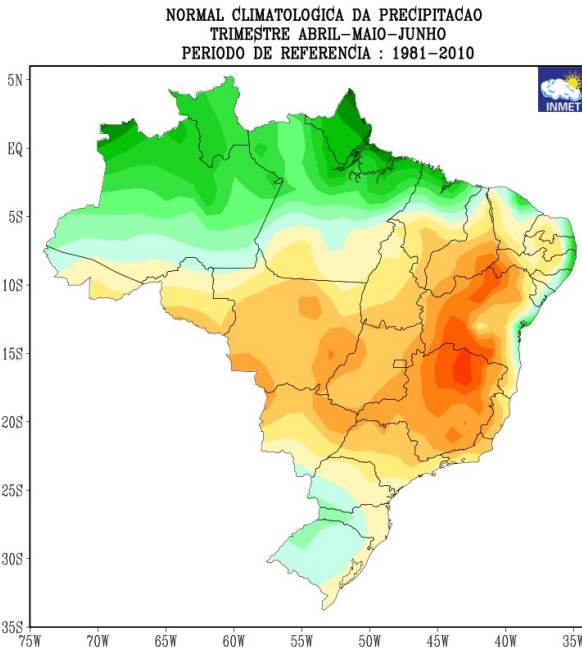 NORMAL CLIMATOLOGICA DA PRECIPITACAO
TRIMESTRE ABRIL-MAIO-JUNHO
PERIODO DE REFERENCIA : 1981-2010
INMET
5N
EQ
5S
10S
15S
20S
25S
30S
35S
75W 70W 65W 60W 55W 50W 45W 40W 35W